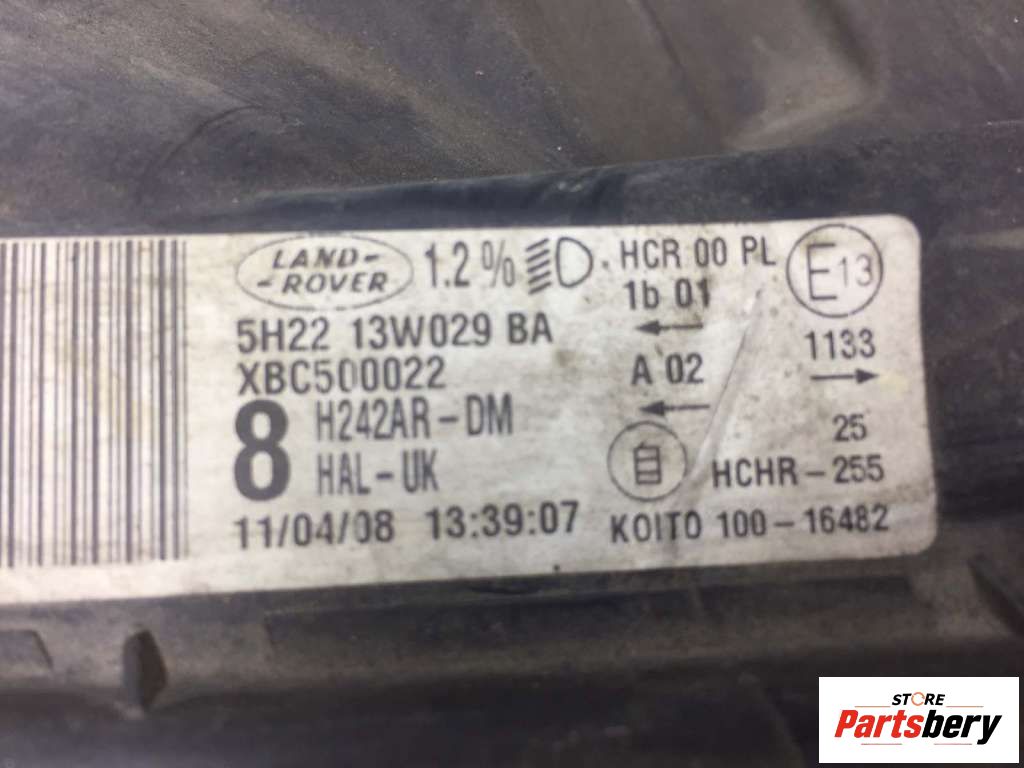 LAND-
-ROVER
1.2%
HCR 00 PL
1b 01
E13
5H22 13W029 BA
XBC500022
A 02
1133
8
H242AR-DM
HAL-UK
25
HCHR-255
11/04/08 13:39:07
KOITO 100-16482
STORE
Partsbery